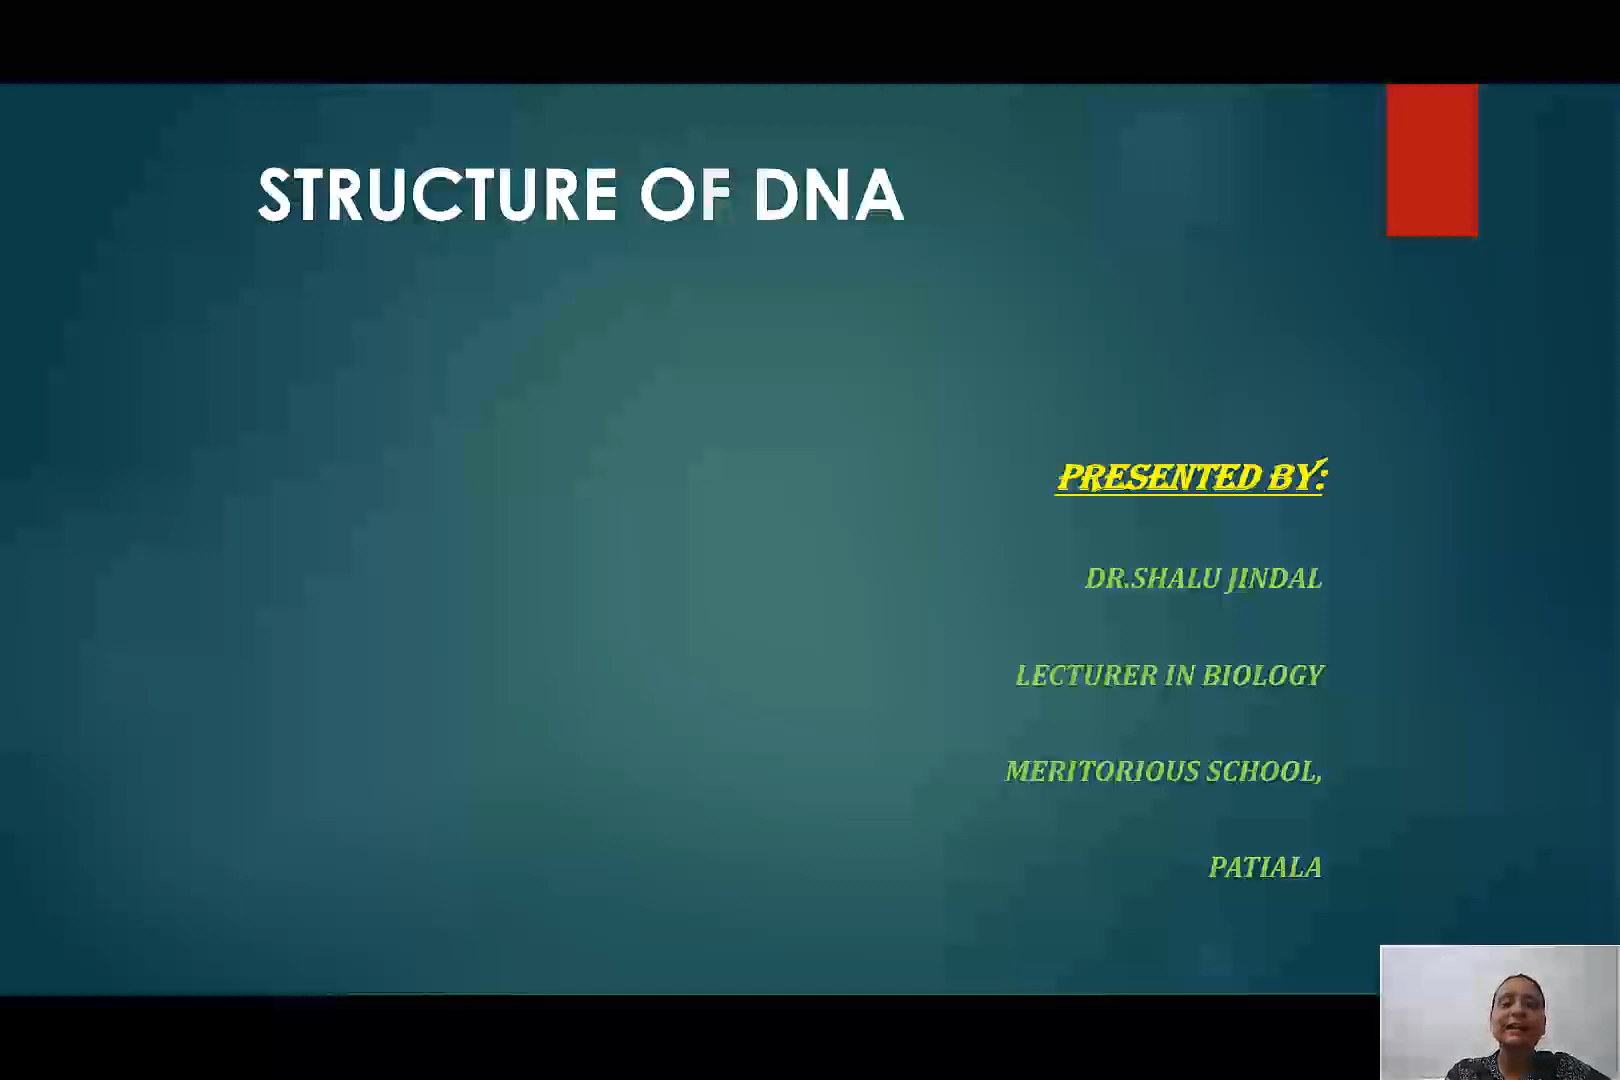 STRUCTURE OF DNA
PRESENTED BY:
DR.SHALU JINDAL
LECTURER IN BIOLOGY
MERITORIOUS SCHOOL,
PATIALA